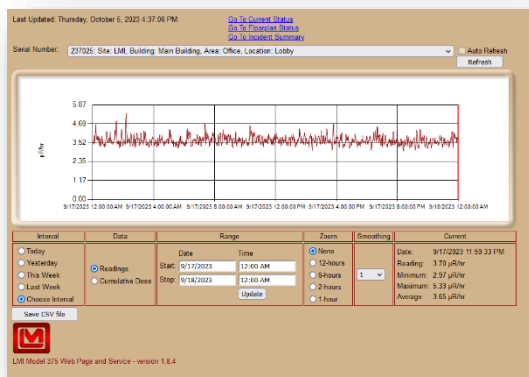 Last Updated: Thursday, October 5, 2023 4:37:06 PM
Go To Current Status
Go To Floorplan Status
Go To Incident Summary
Serial Number: 237025: Site: LMI, Building: Main Building, Area: Office, Location: Lobby
Auto Refresh
Refresh
5.87
4.69
3.52
2.35
1.17
0.00
µR/hr
9/17/2023 12:00:00 AM 9/17/2023 4:00:00 AM 9/17/2023 8:00:00 AM 9/17/2023 12:00:00 PM 9/17/2023 4:00:00 PM 9/17/2023 8:00:00 PM 9/18/2023 12:00:00 AM
Interval
Today
Yesterday
This Week
Last Week
Choose Interval
Data
Readings
Cumulative Dose
Range
Date Time
Start: 9/17/2023 12:00 AM
Stop: 9/18/2023 12:00 AM
Update
Zoom
None
12-hours
6-hours
2-hours
1-hour
Smoothing
1
Current
Date: 9/17/2023 11:59:33 PM
Reading: 3.70 µR/hr
Minimum: 2.97 µR/hr
Maximum: 5.33 µR/hr
Average: 3.65 µR/hr
Save CSV file
LMI Model 375 Web Page and Service - version 1.8.4